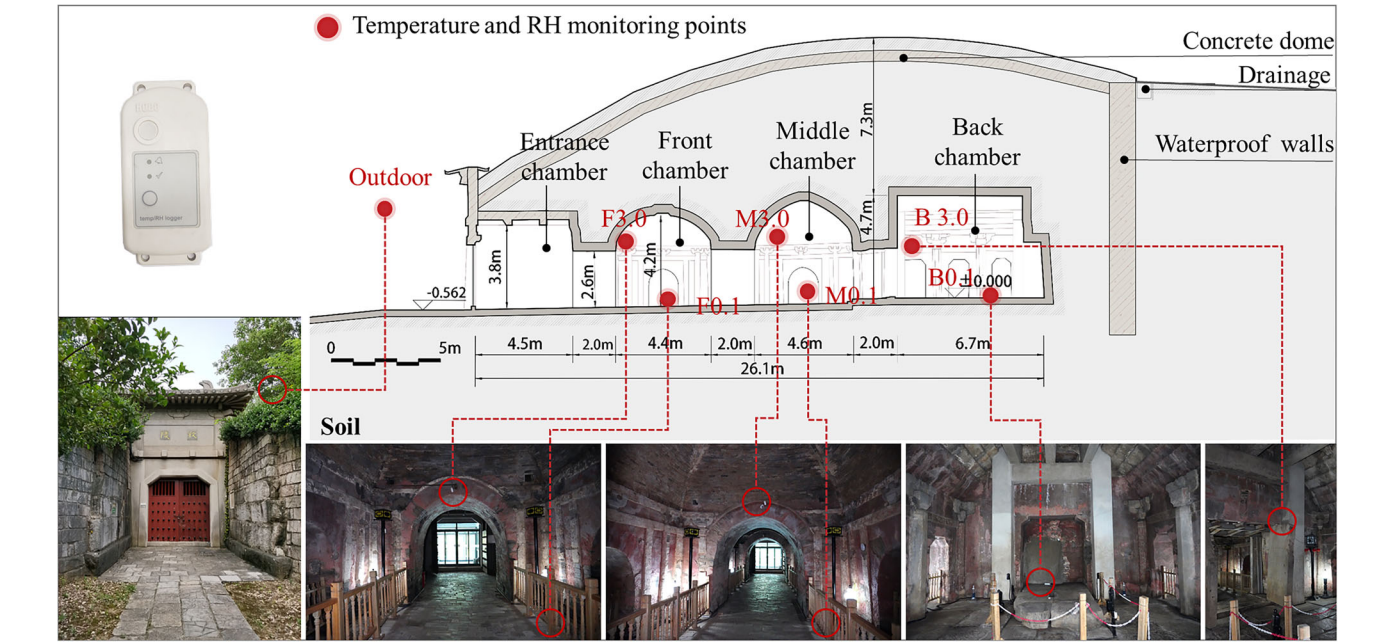 Temperature and RH monitoring points
Concrete dome
Drainage
Waterproof walls
7.3m
Entrance
chamber
Front
chamber
Middle
chamber
Back
chamber
Outdoor
F3.0
M3.0
B 3.0
4.7m
3.8m
2.6m
4.2m
F0.1
M0.1
B0.1
±0.000
-0.562
temp/RH logger
0
5m
4.5m
2.0m
4.4m
2.0m
4.6m
2.0m
6.7m
26.1m
Soil